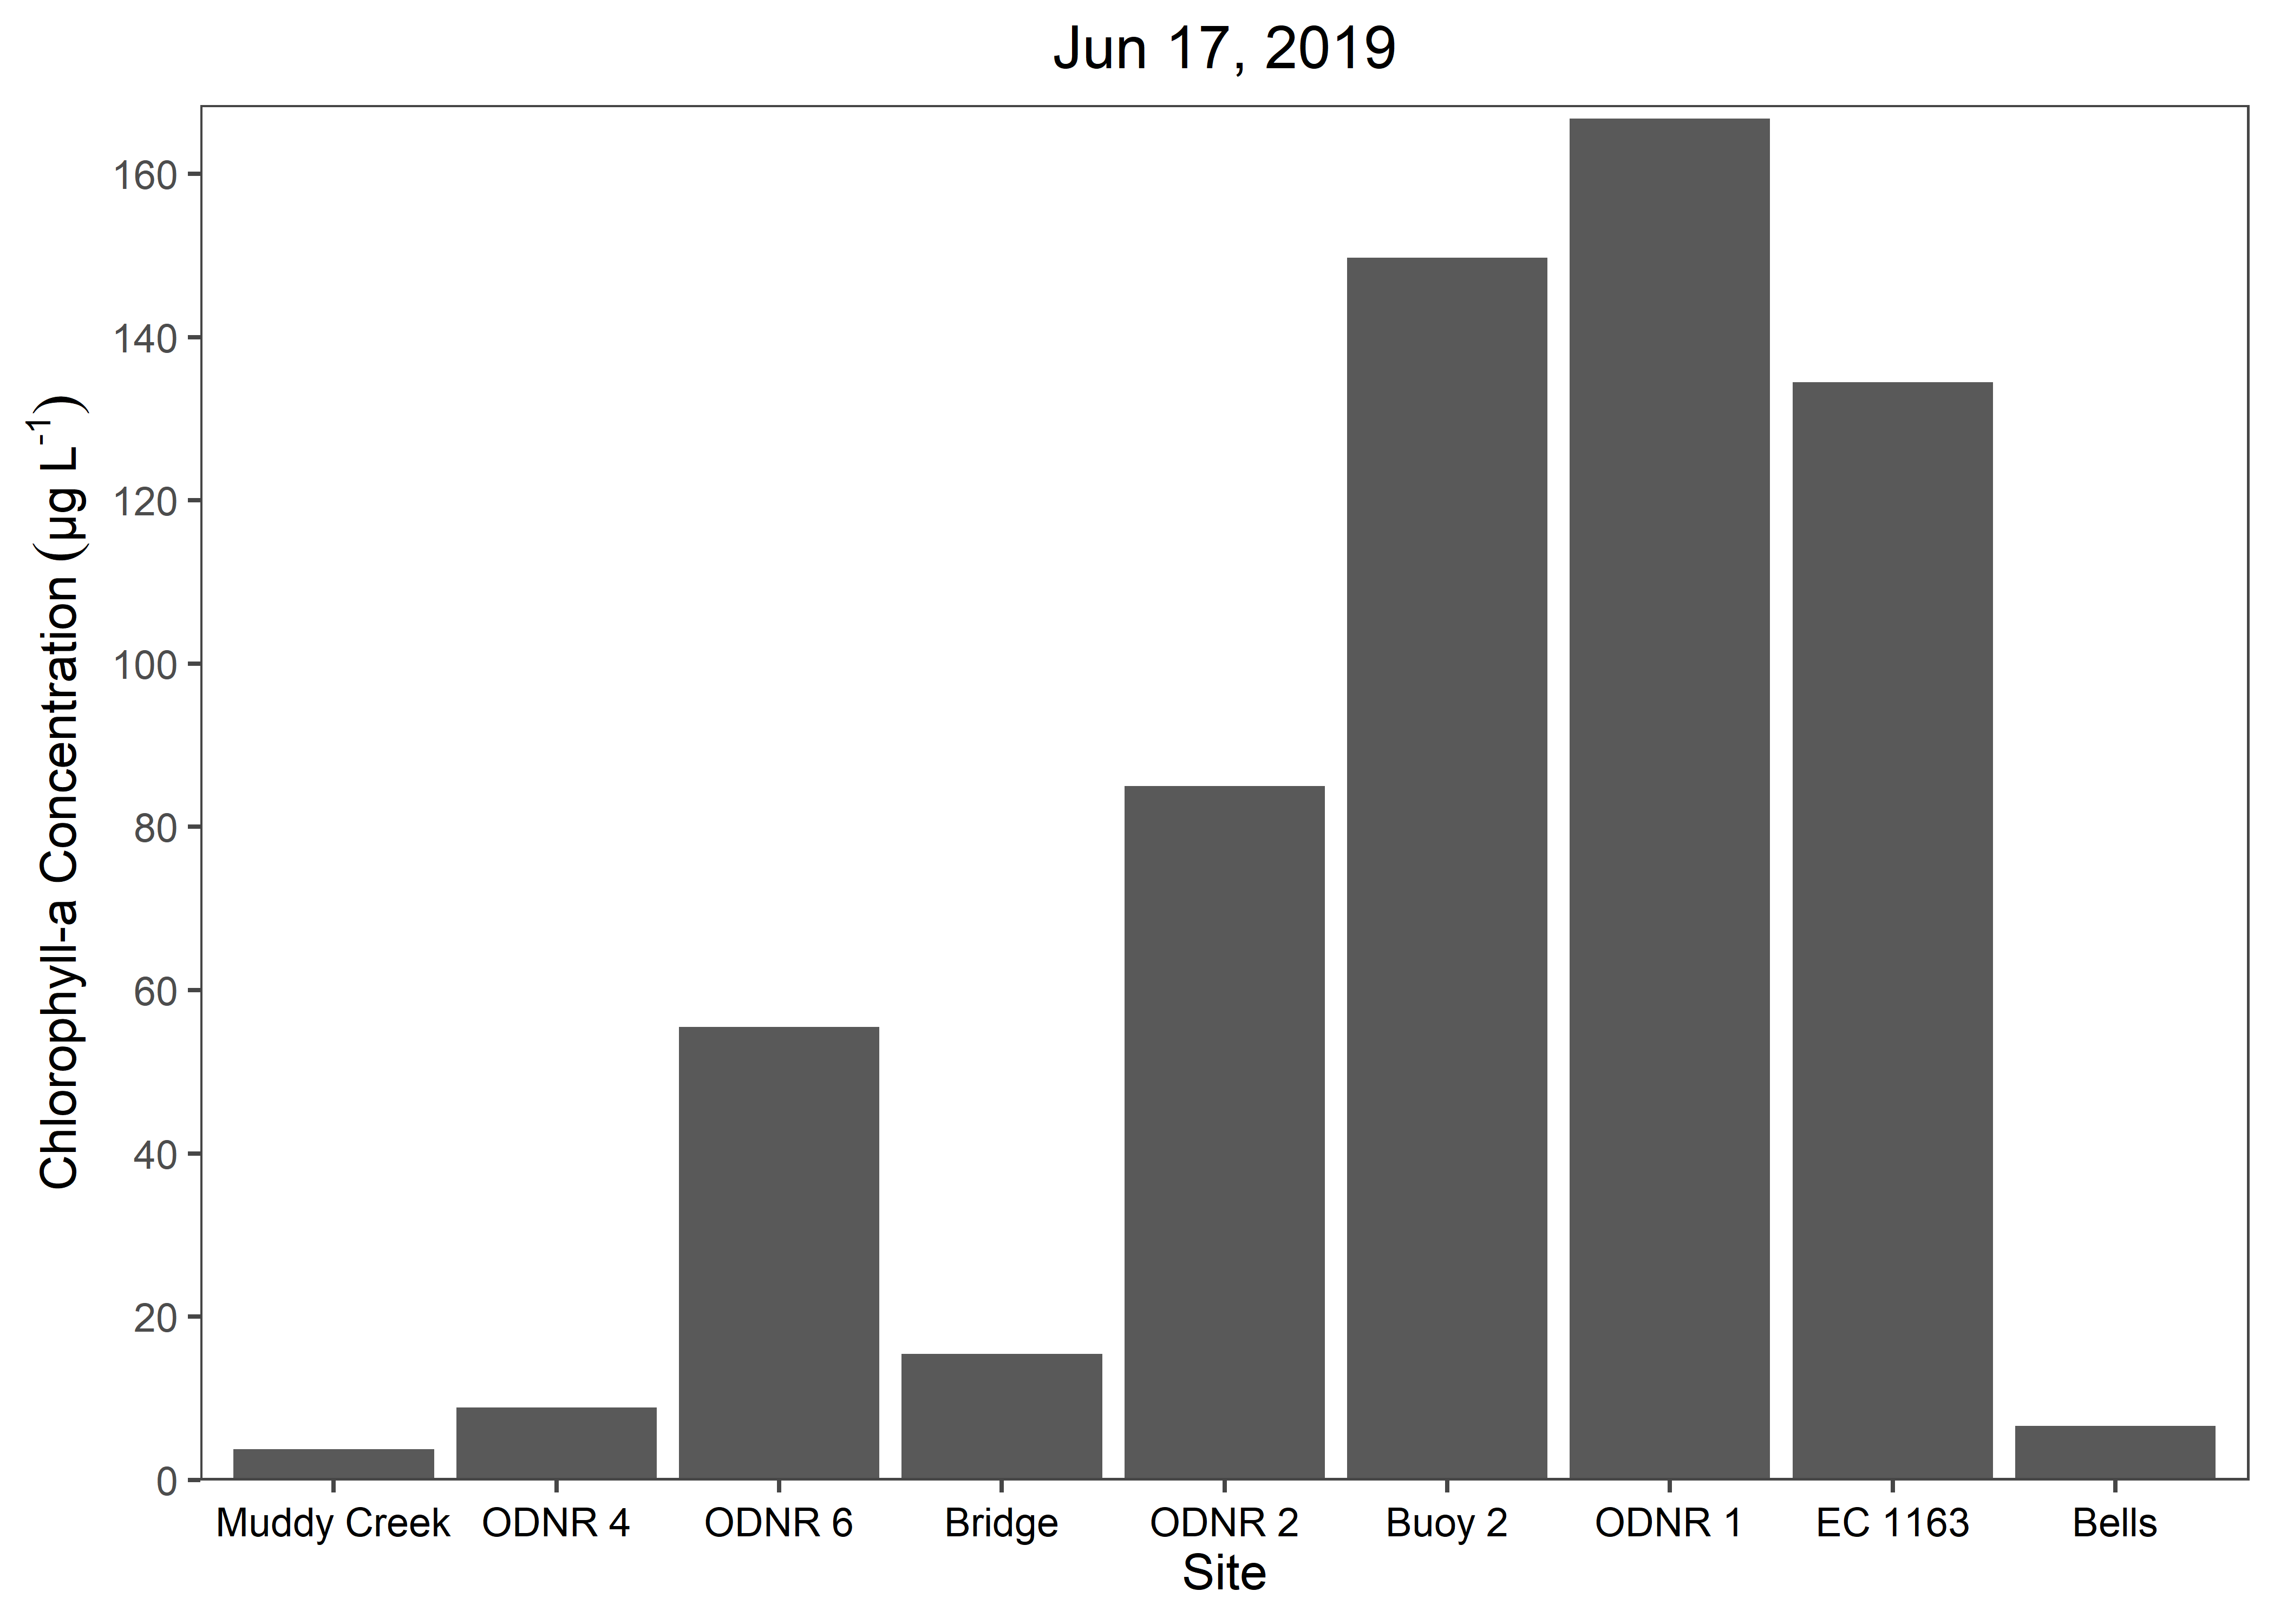 Jun 17, 2019
Chlorophyll-a Concentration (µg L⁻¹)
160
140
120
100
80
60
40
20
0
Muddy Creek ODNR 4 ODNR 6 Bridge ODNR 2 Buoy 2 ODNR 1 EC 1163 Bells
Site